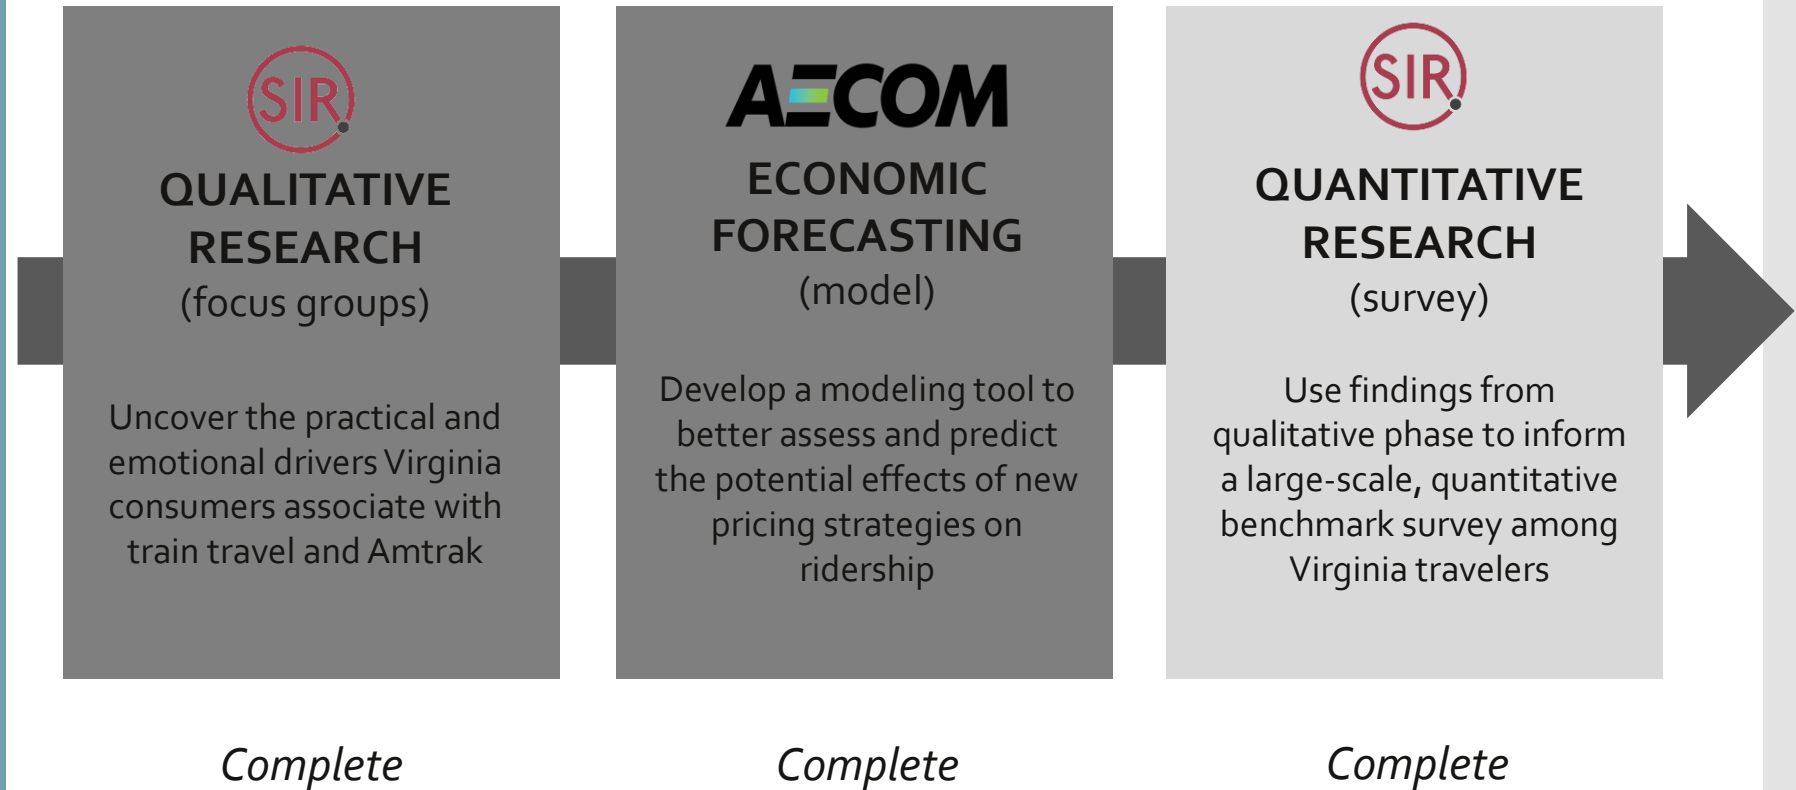 SIR
QUALITATIVE
RESEARCH
(focus groups)
Uncover the practical and
emotional drivers Virginia
consumers associate with
train travel and Amtrak
Complete
AECOM
ECONOMIC
FORECASTING
(model)
Develop a modeling tool to
better assess and predict
the potential effects of new
pricing strategies on
ridership
Complete
SIR
QUANTITATIVE
RESEARCH
(survey)
Use findings from
qualitative phase to inform
a large-scale, quantitative
benchmark survey among
Virginia travelers
Complete